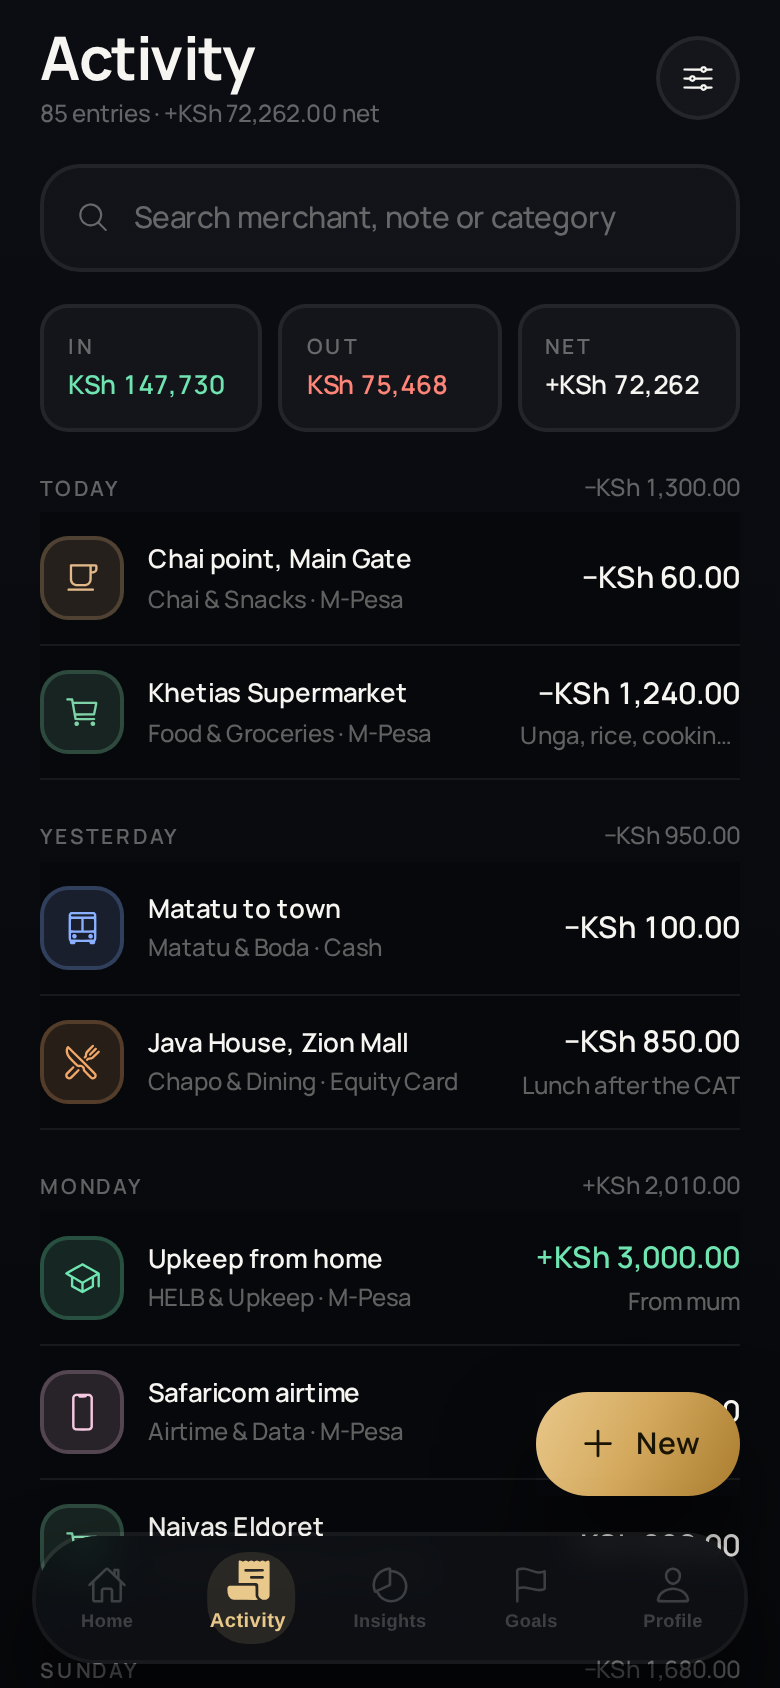 Activity
85 entries · +KSh 72,262.00 net
Search merchant, note or category
IN
KSh 147,730
OUT
KSh 75,468
NET
+KSh 72,262
TODAY
−KSh 1,300.00
Chai point, Main Gate
−KSh 60.00
Chai & Snacks · M-Pesa
Khetias Supermarket
−KSh 1,240.00
Food & Groceries · M-Pesa
Unga, rice, cookin…
YESTERDAY
−KSh 950.00
Matatu to town
−KSh 100.00
Matatu & Boda · Cash
Java House, Zion Mall
−KSh 850.00
Chapo & Dining · Equity Card
Lunch after the CAT
MONDAY
+KSh 2,010.00
Upkeep from home
+KSh 3,000.00
HELB & Upkeep · M-Pesa
From mum
Safaricom airtime
Airtime & Data · M-Pesa
New
Naivas Eldoret
Home
Activity
Insights
Goals
Profile
SUNDAY
−KSh 1,680.00